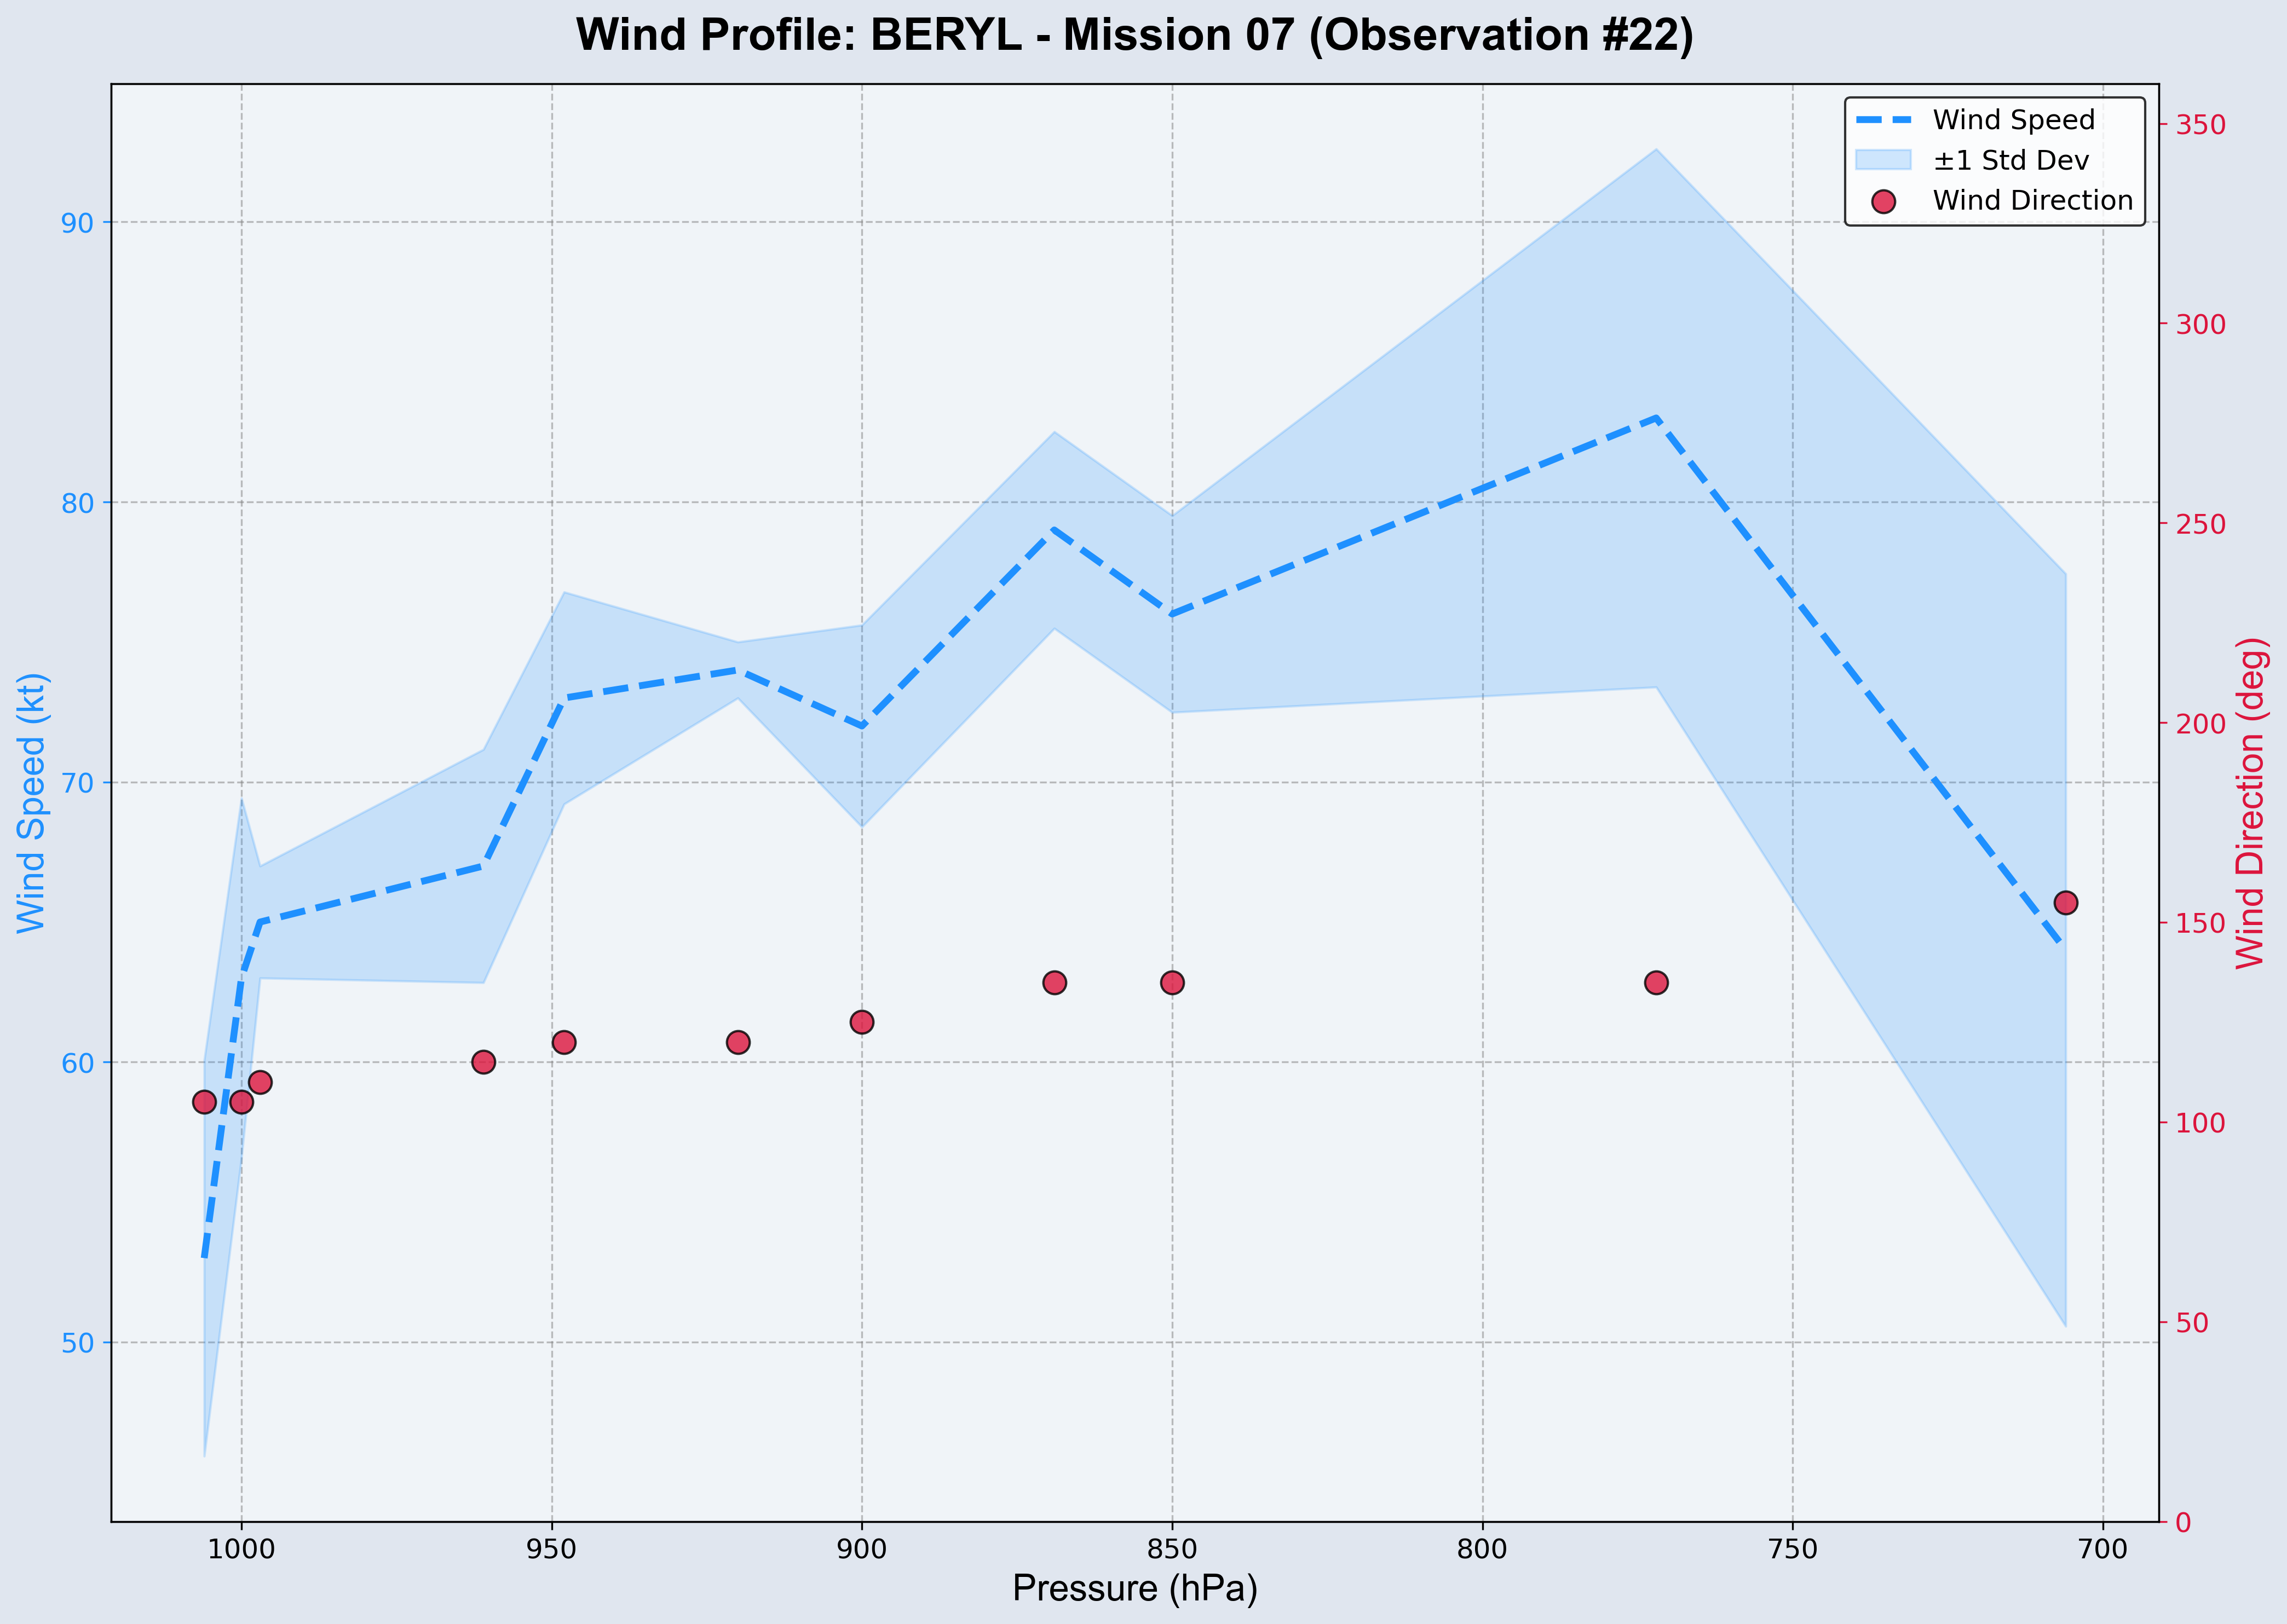 Wind Profile: BERYL - Mission 07 (Observation #22)
Wind Speed
±1 Std Dev
Wind Direction
90
80
70
60
50
Wind Speed (kt)
350
300
250
200
150
100
50
0
Wind Direction (deg)
1000 950 900 850 800 750 700
Pressure (hPa)